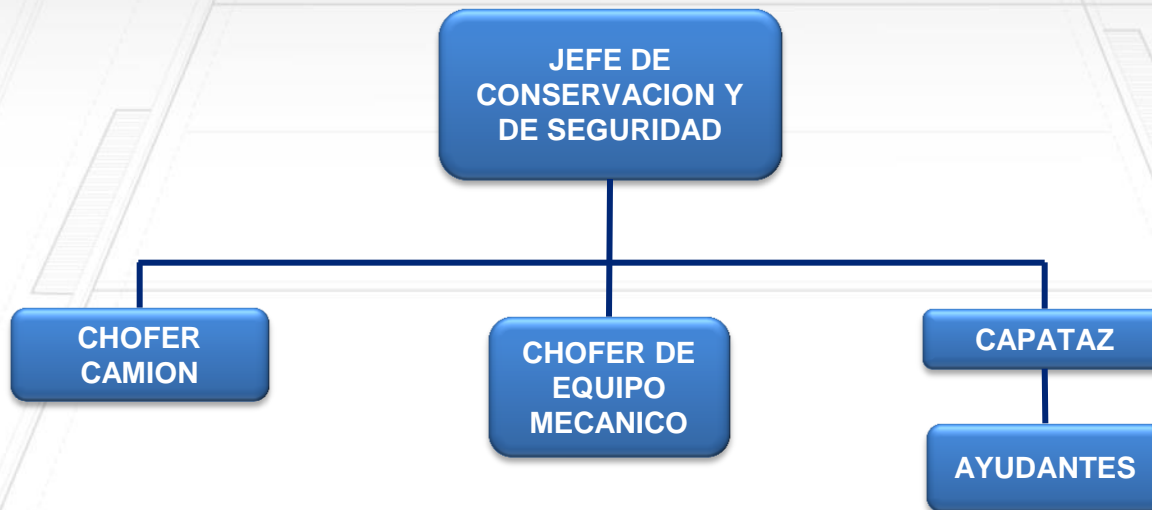 JEFE DE
CONSERVACION Y
DE SEGURIDAD
CHOFER
CAMION
CHOFER DE
EQUIPO
MECANICO
CAPATAZ
AYUDANTES